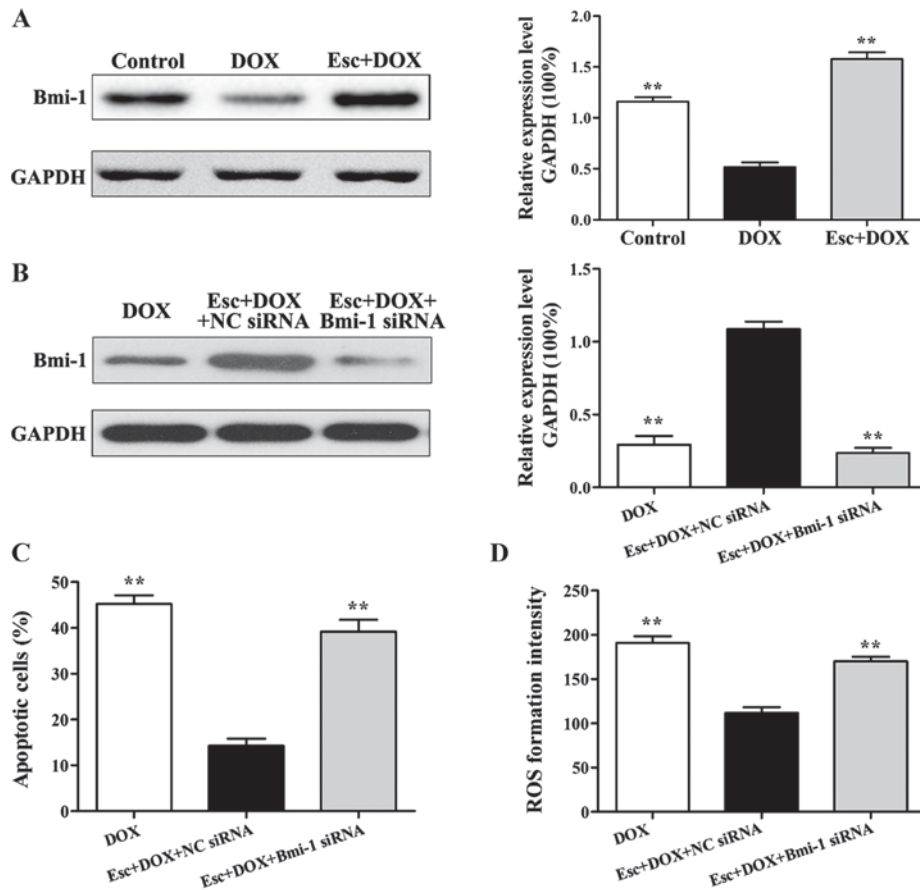 A
Control DOX Esc+DOX
Bmi-1
GAPDH
Relative expression level
GAPDH (100%)
2.0
1.5
1.0
0.5
0.0
**
**
Control DOX Esc+DOX
B
DOX Esc+DOX
+NC siRNA Esc+DOX+
Bmi-1 siRNA
Bmi-1
GAPDH
Relative expression level
GAPDH (100%)
1.5
1.0
0.5
0.0
**
**
DOX
Esc+DOX+NC siRNA
Esc+DOX+Bmi-1 siRNA
C
Apoptotic cells (%)
50
40
30
20
10
0
**
**
DOX
Esc+DOX+NC siRNA
Esc+DOX+Bmi-1 siRNA
D
ROS formation intensity
250
200
150
100
50
0
**
**
DOX
Esc+DOX+NC siRNA
Esc+DOX+Bmi-1 siRNA